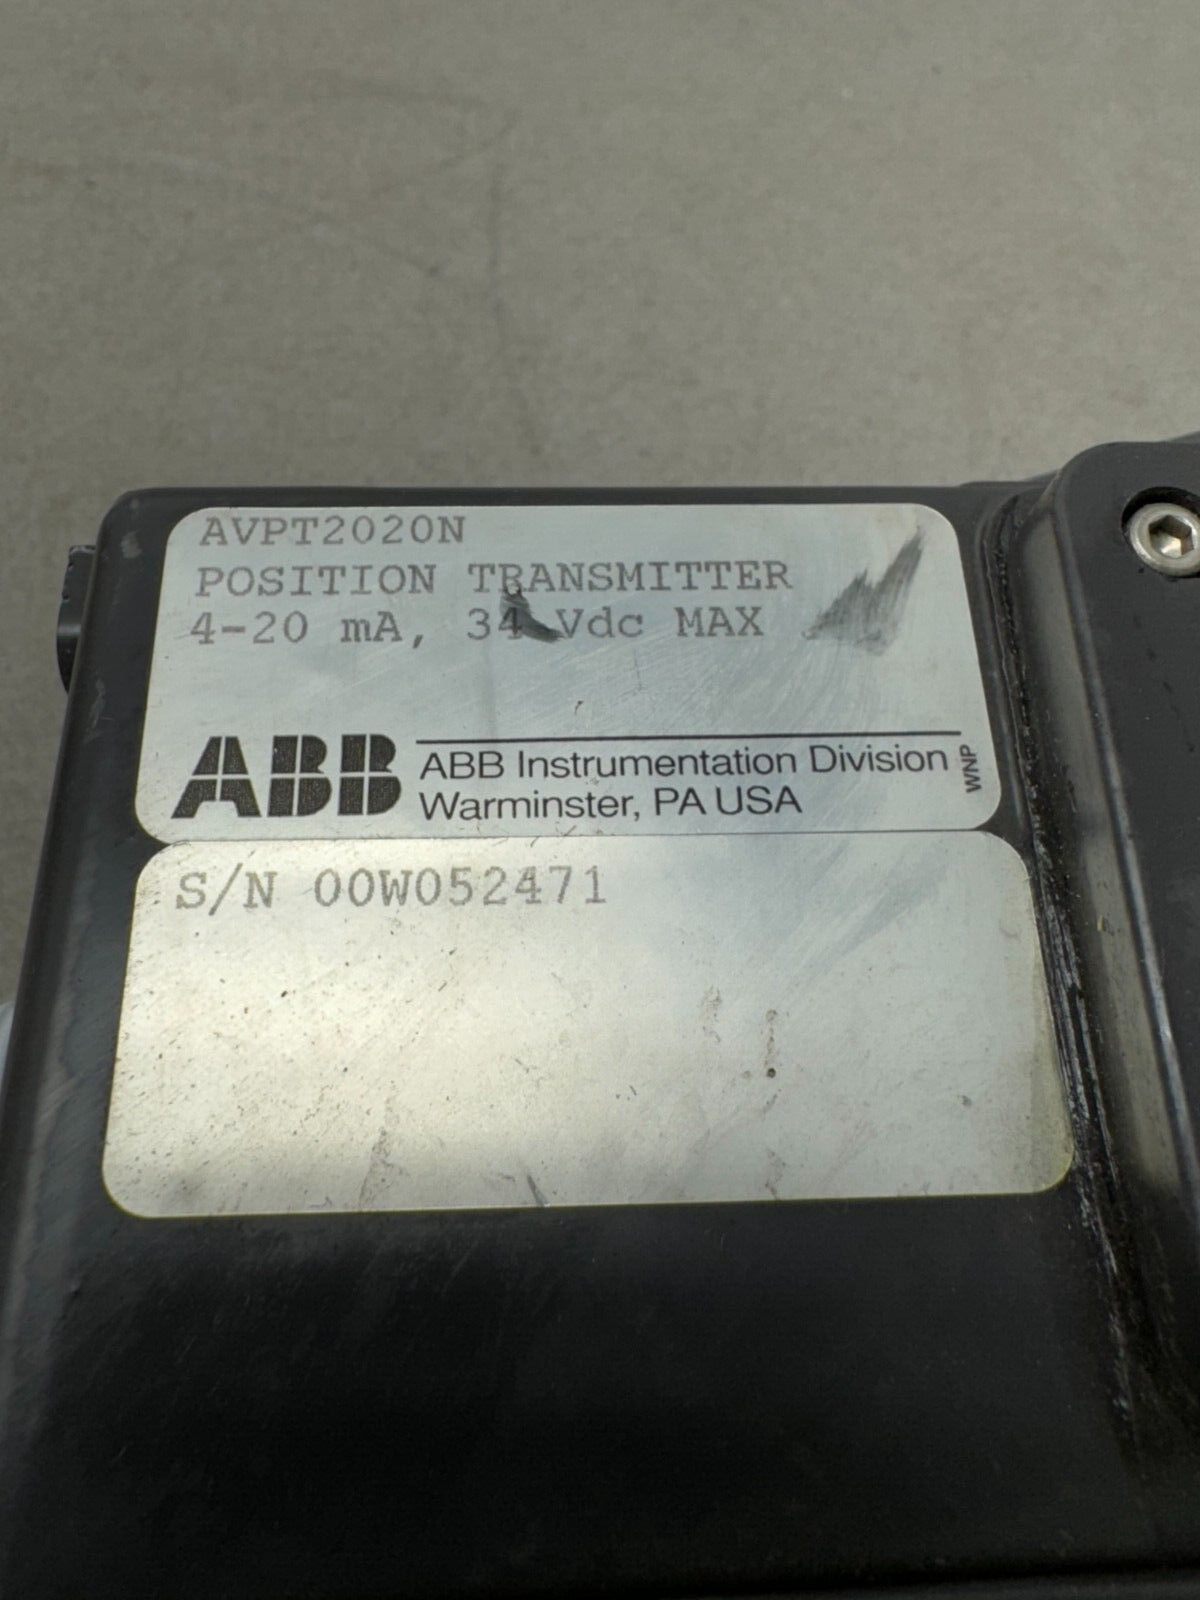 AVPT2020N
POSITION TRANSMITTER
4-20 mA, 34 Vdc MAX
ABB
ABB Instrumentation Division
Warminster, PA USA
WNP
S/N 00W052471